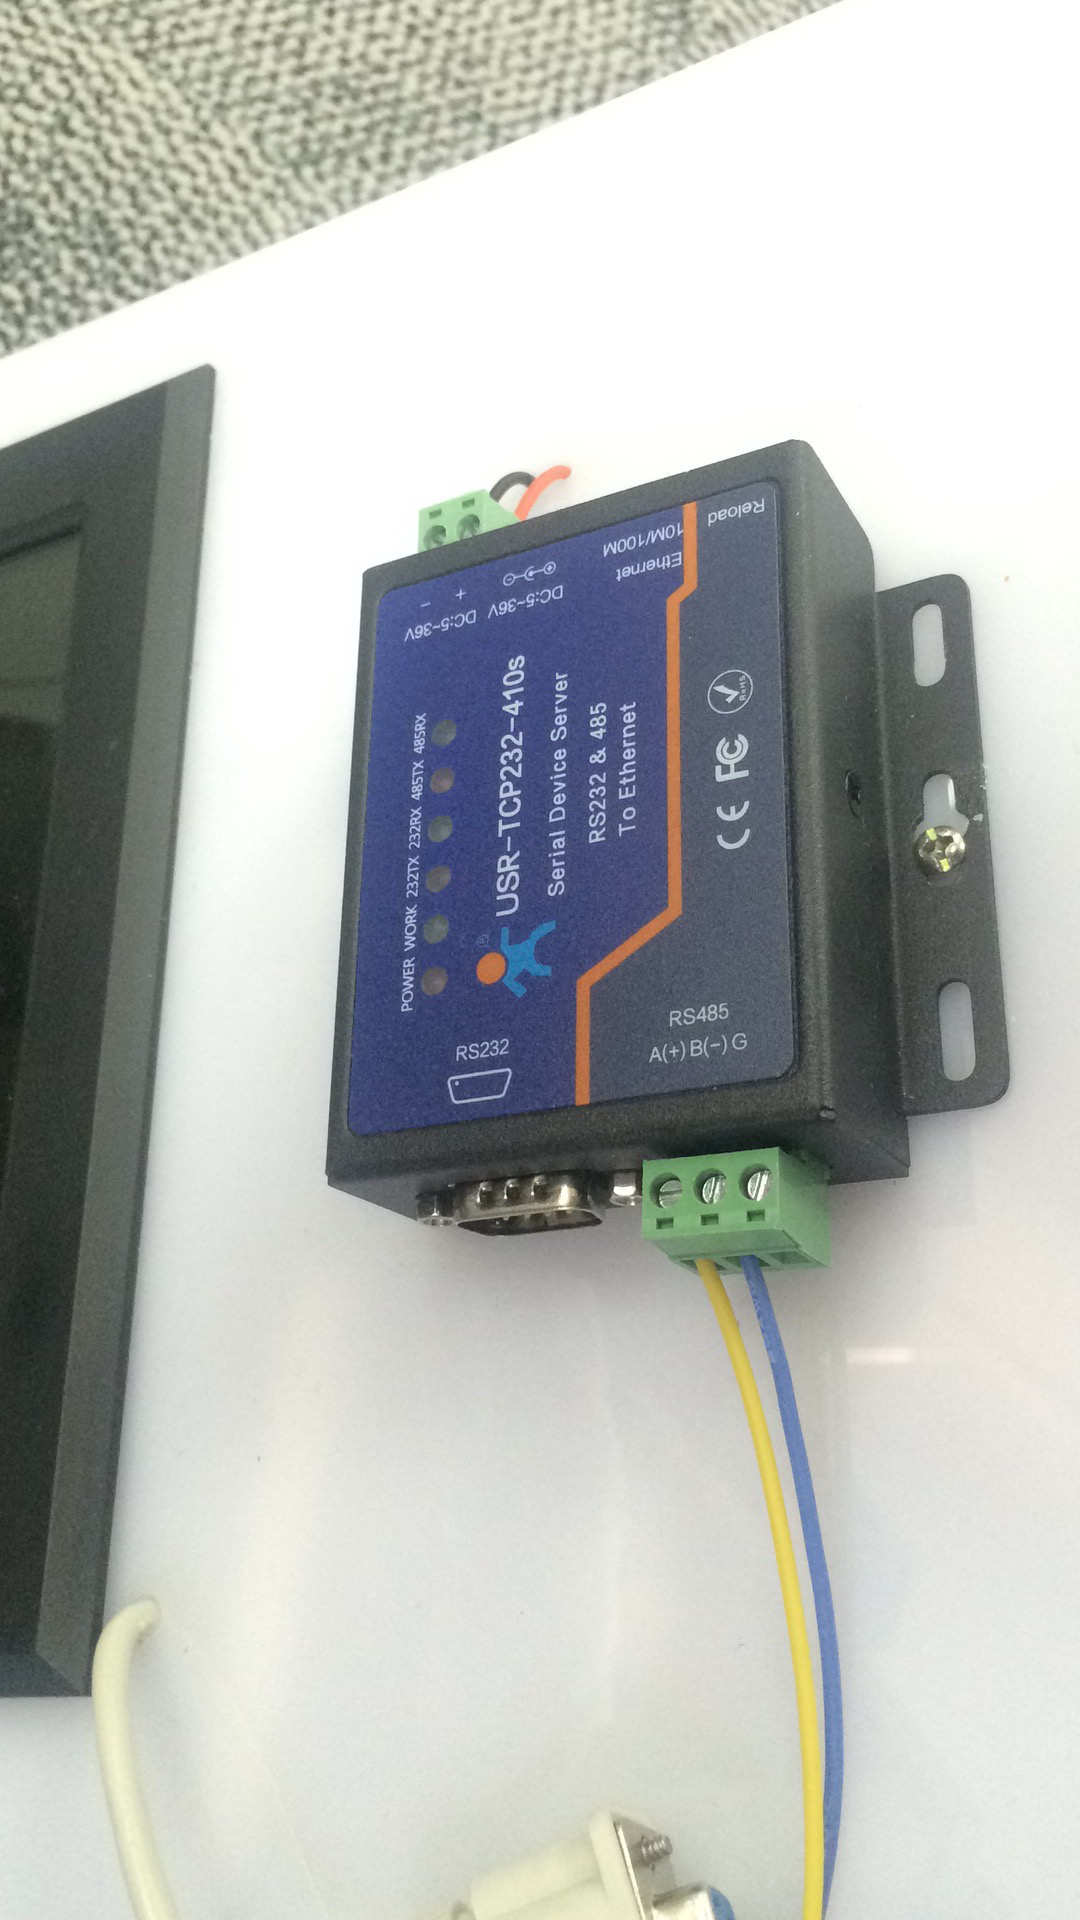 USR-TCP232-410s
Serial Device Server
RS232 & 485
To Ethernet
POWER WORK 232TX 232RX 485TX 485RX
RS232
RS485
A(+) B(-) G
CE FC RoHS
DC:5~36V
- +
DC:5~36V
Ethernet
10M/100M
Reload
®